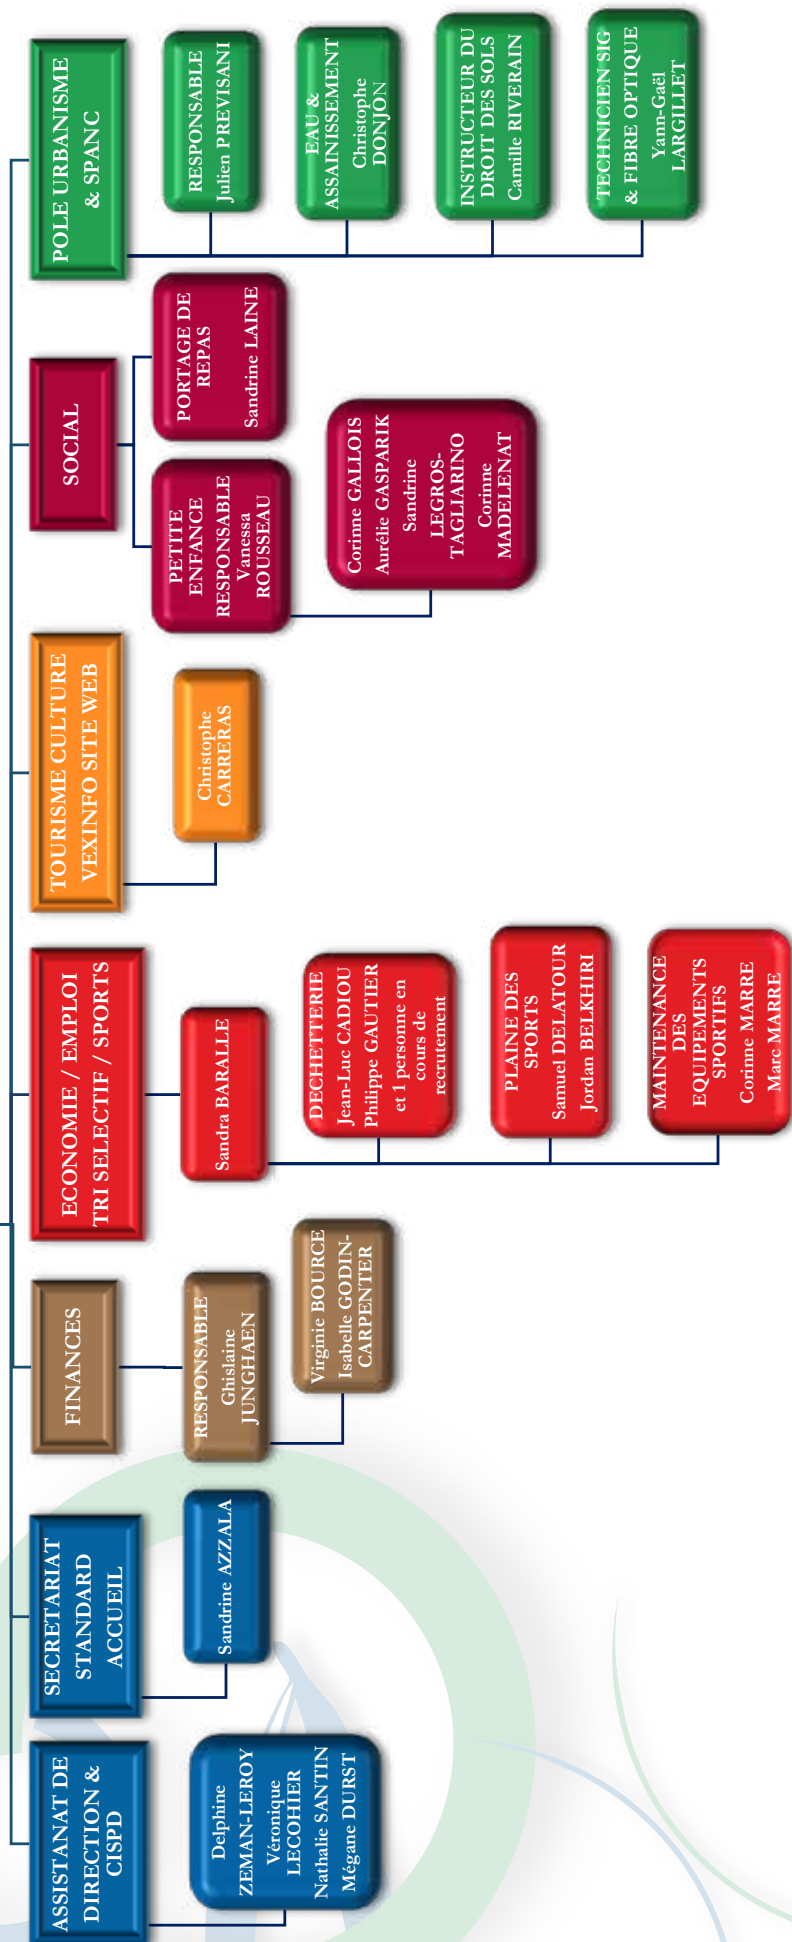 ASSISTANAT DE
DIRECTION &
CISPD
Delphine
ZEMAN-LEROY
Véronique
LECOHIER
Nathalie SANTIN
Mégane DURST
SECRETARIAT
STANDARD
ACCUEIL
Sandrine AZZALA
FINANCES
RESPONSABLE
Ghislaine
JUNGHAEN
Virginie BOURCE
Isabelle GODIN-
CARPENTER
ECONOMIE / EMPLOI
TRI SELECTIF / SPORTS
Sandra BARALLE
DECHETTERIE
Jean-Luc CADIOU
Philippe GAUTIER
et 1 personne en
cours de
recrutement
PLAINE DES
SPORTS
Samuel DELATOUR
Jordan BELKHIRI
MAINTENANCE
DES
EQUIPEMENTS
SPORTIFS
Corinne MARRE
Marc MARRE
TOURISME CULTURE
VEXINFO SITE WEB
Christophe
CARRERAS
SOCIAL
PETITE
ENFANCE
RESPONSABLE
Vanessa
ROUSSEAU
Corinne GALLOIS
Aurélie GASPARIK
Sandrine
LEGROS-
TAGLIARINO
Corinne
MADELENAT
PORTAGE DE
REPAS
Sandrine LAINE
POLE URBANISME
& SPANC
RESPONSABLE
Julien PREVISANI
EAU &
ASSAINISSEMENT
Christophe
DONJON
INSTRUCTEUR DU
DROIT DES SOLS
Camille RIVERAIN
TECHNICIEN SIG
& FIBRE OPTIQUE
Yann-Gaël
LARGILLET